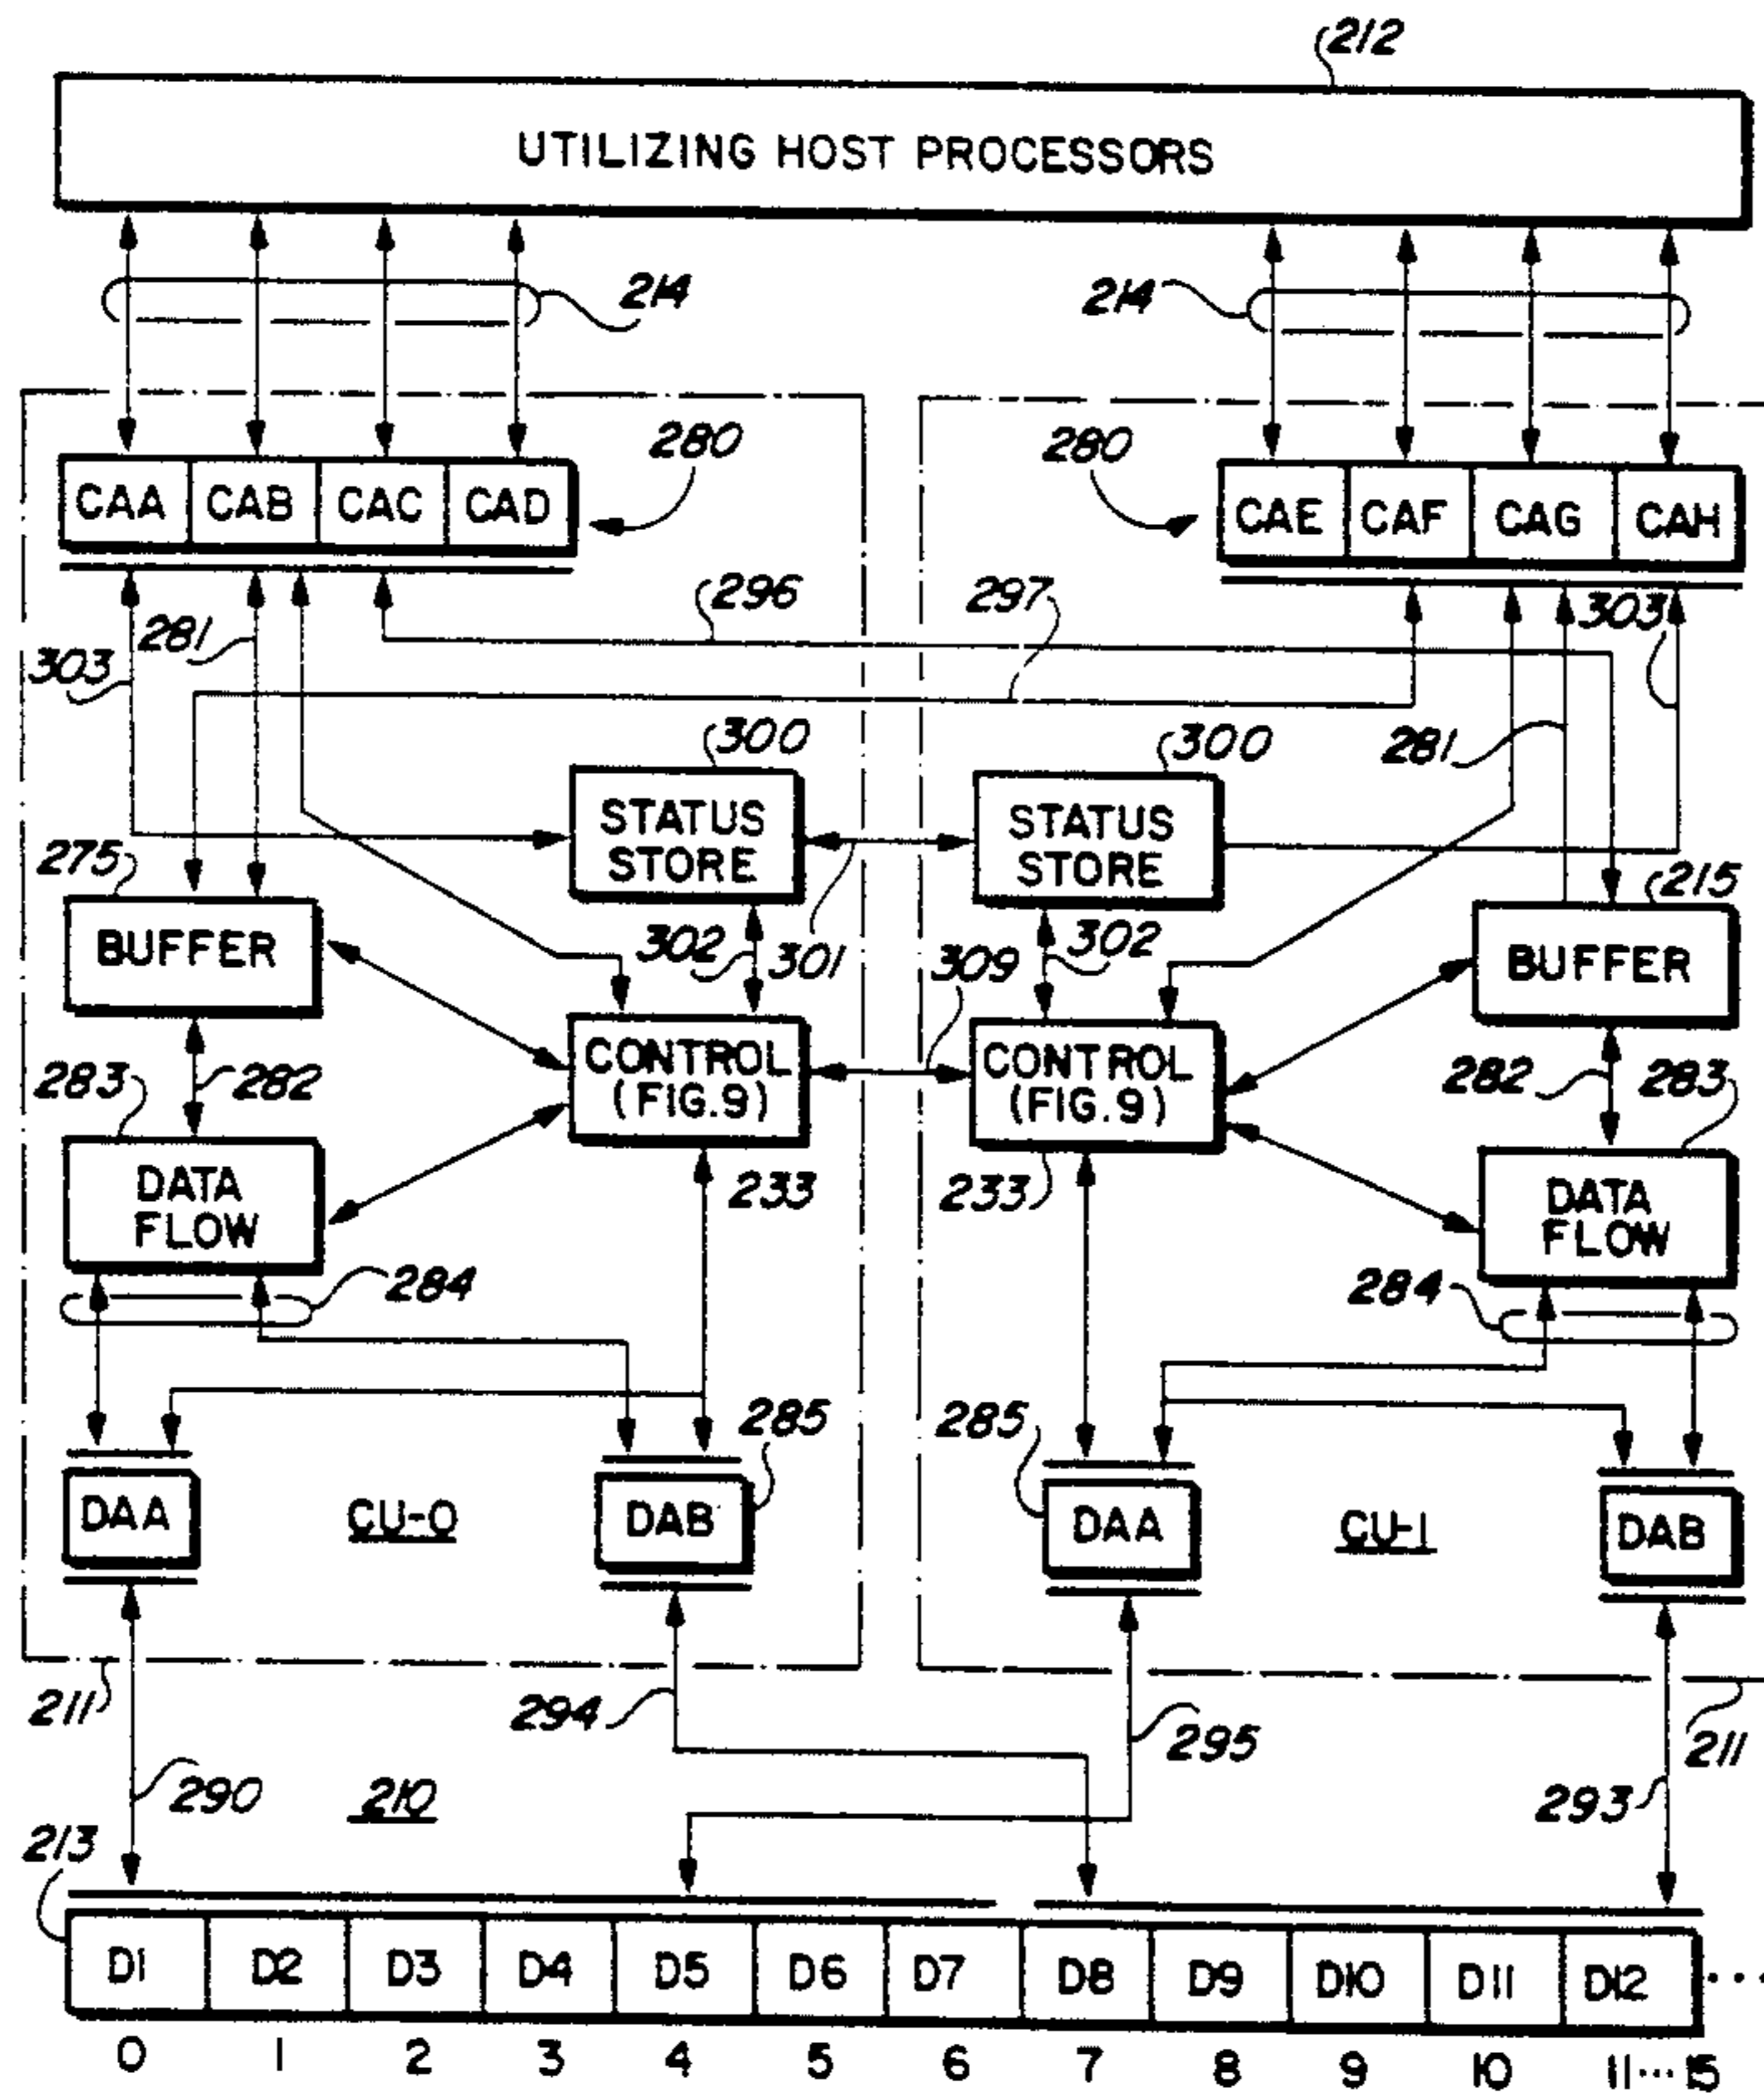 212
UTILIZING HOST PROCESSORS
214
214
280
280
CAA CAB CAC CAD
CAE CAF CAG CAH
296
297
303
281
303
303
281
300
300
STATUS STORE
STATUS STORE
275
215
BUFFER
302
301
309
302
BUFFER
CONTROL (FIG.9)
CONTROL (FIG.9)
283
282
282
283
DATA FLOW
233
233
DATA FLOW
284
284
285
285
DAA
CU-0
DAB
DAA
CU-1
DAB
211
294
295
211
290
210
293
213
D1 D2 D3 D4 D5 D6 D7 D8 D9 D10 D11 D12 ...
0 1 2 3 4 5 6 7 8 9 10 11...15